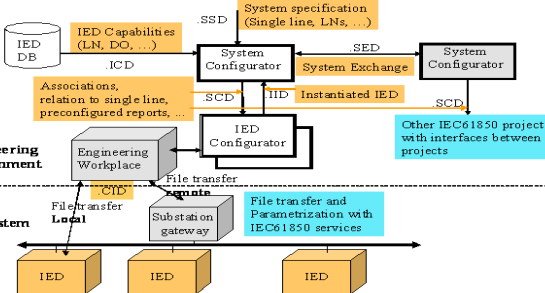 .SSD
System specification
(Single line, LNs, ...)
IED
DB
IED Capabilities
(LN, DO, ...)
.ICD
System
Configurator
.SED
System Exchange
System
Configurator
Associations,
relation to single line,
preconfigured reports, ...
.SCD
.IID
Instantiated IED
.SCD
IED
Configurator
Other IEC61850 project
with interfaces between
projects
eering
nment
Engineering
Workplace
.CID
File transfer
remote
File transfer
Local
Substation
gateway
File transfer and
Parametrization with
IEC61850 services
stem
IED
IED
IED